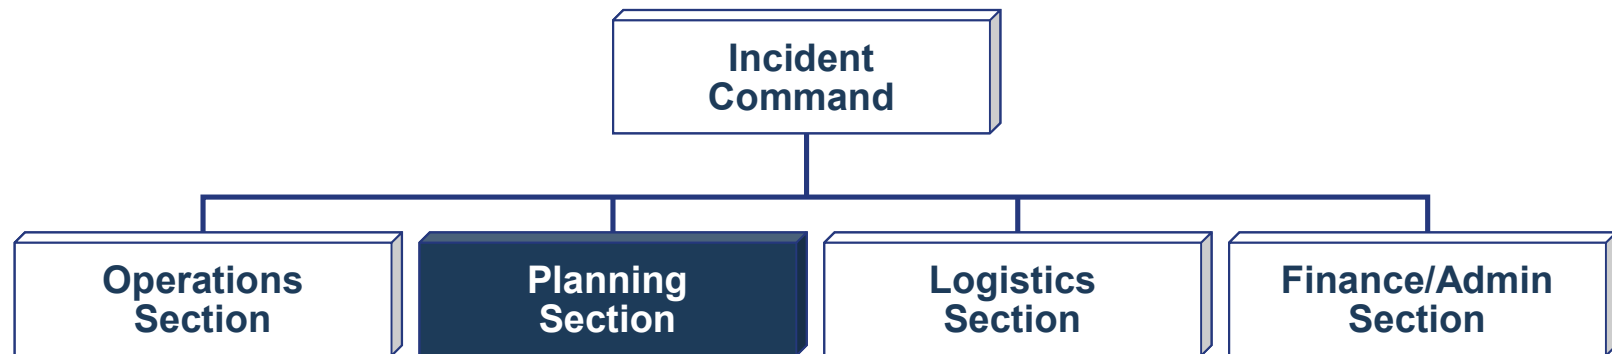 Incident
Command
Operations
Section
Planning
Section
Logistics
Section
Finance/Admin
Section